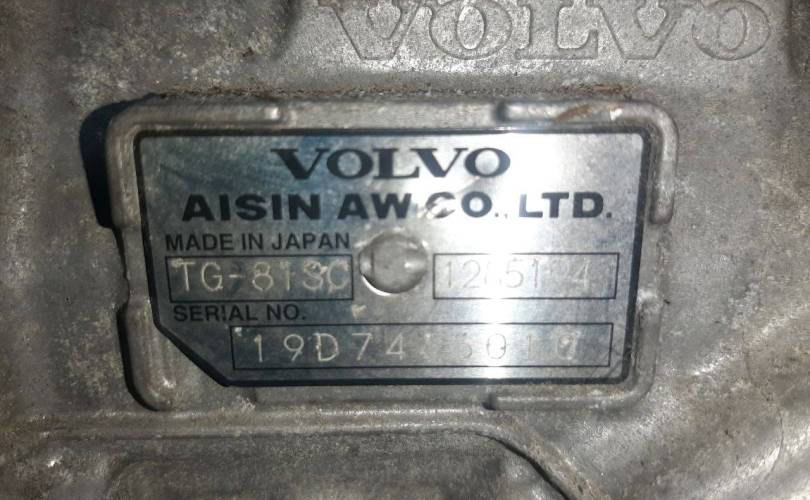 VOLVO
VOLVO
AISIN AW CO., LTD.
MADE IN JAPAN
TG-81SC
SERIAL NO.